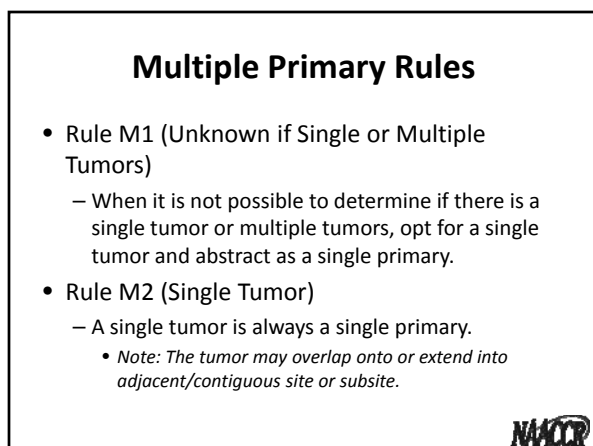 Multiple Primary Rules
• Rule M1 (Unknown if Single or Multiple
Tumors)
– When it is not possible to determine if there is a
single tumor or multiple tumors, opt for a single
tumor and abstract as a single primary.
• Rule M2 (Single Tumor)
– A single tumor is always a single primary.
• Note: The tumor may overlap onto or extend into
adjacent/contiguous site or subsite.
NAACCR